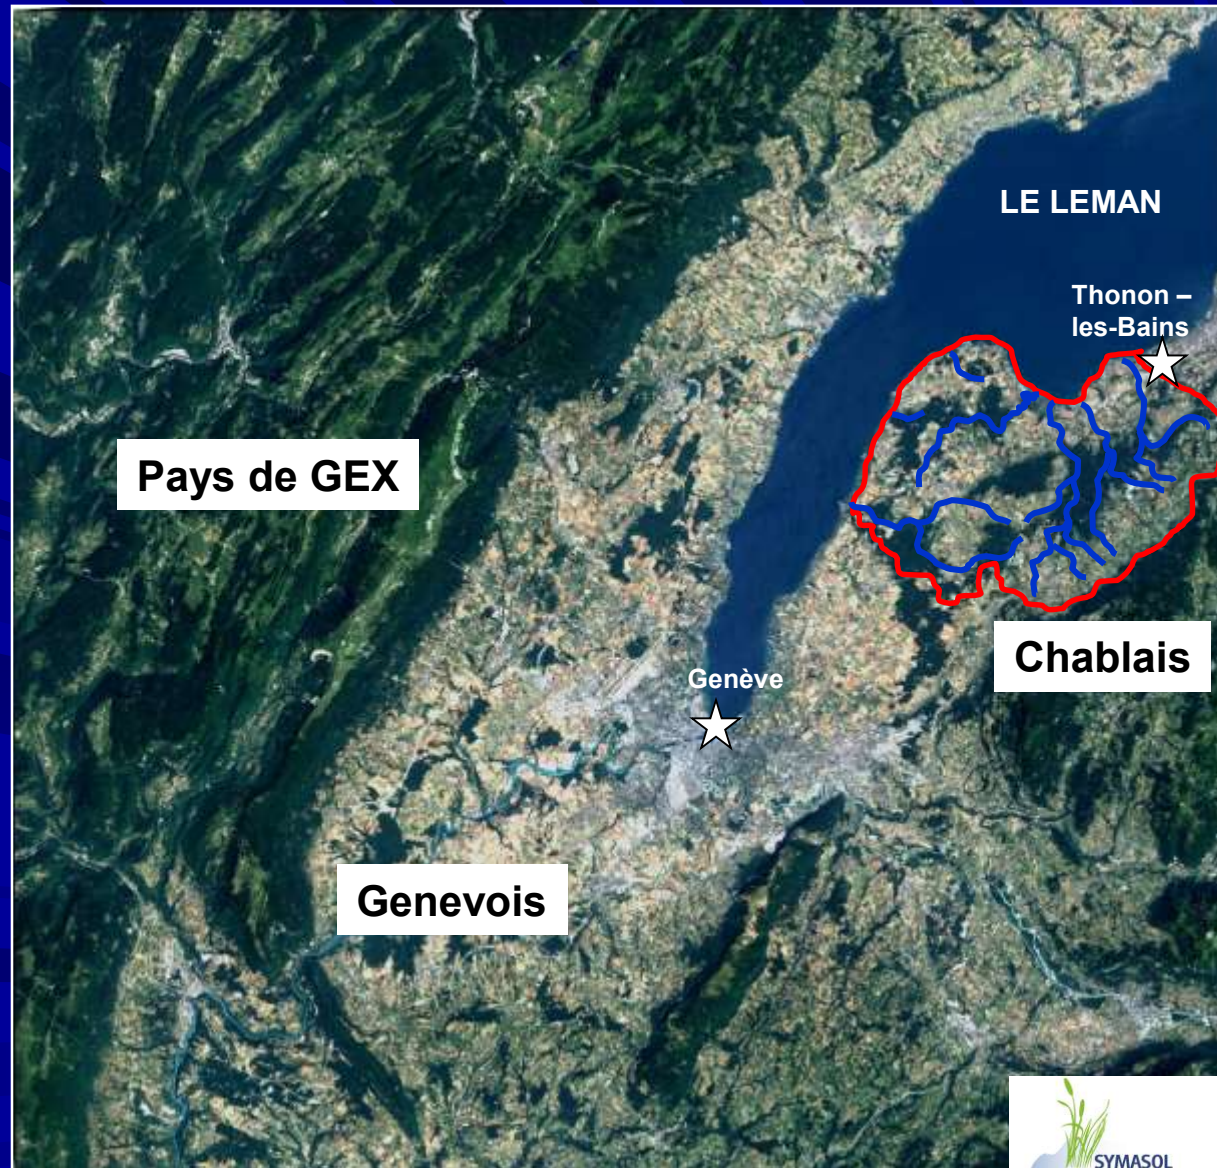 LE LEMAN
Thonon –
les-Bains
Pays de GEX
Chablais
Genève
Genevois
SYMASOL